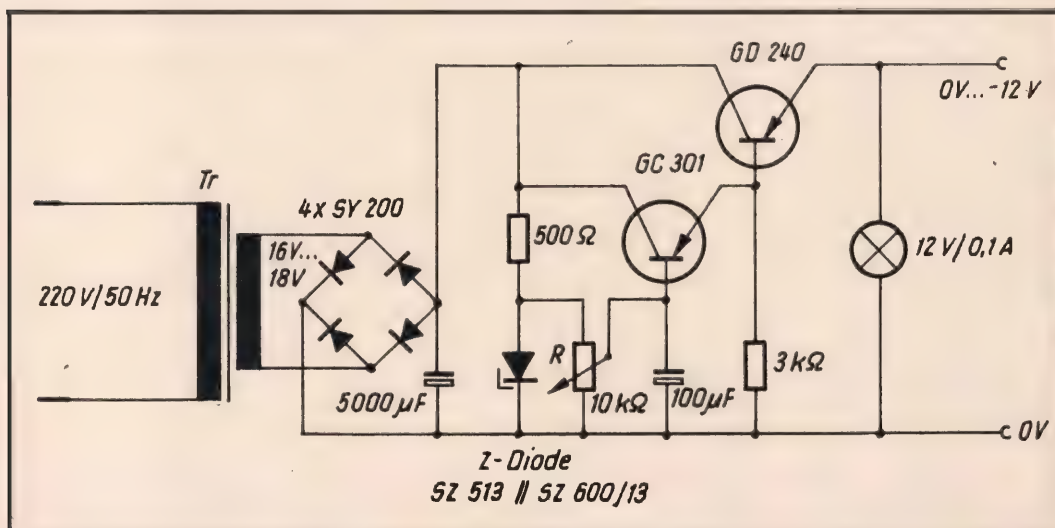 GD 240
0V...-12V
GC 301
Tr
4x SY 200
16V...
18V
500 Ω
12 V/0,1 A
220 V/50 Hz
R
3 kΩ
5000 µF
10 kΩ
100 µF
0V
Z-Diode
SZ 513 || SZ 600/13